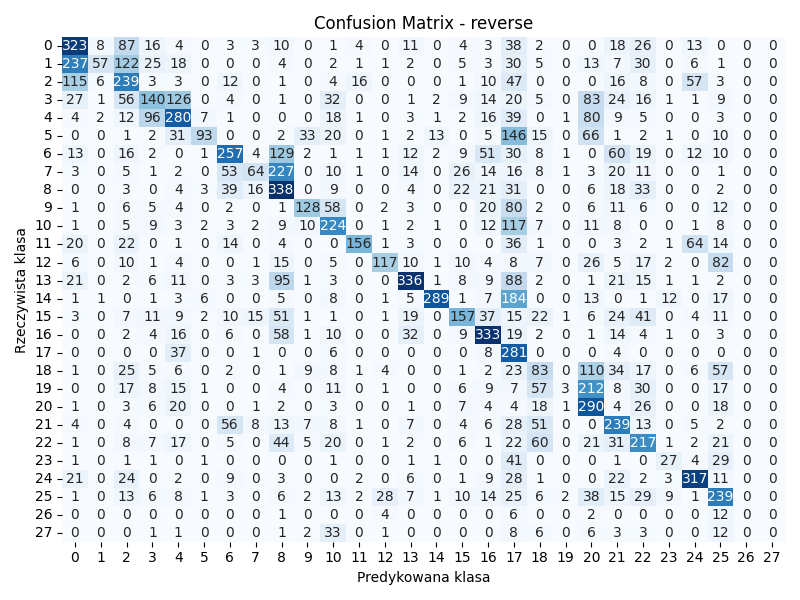 Confusion Matrix - reverse
Rzeczywista klasa
0 323 8 87 16 4 0 3 3 10 0 1 4 0 11 0 4 3 38 2 0 0 18 26 0 13 0 0 0
1 237 57 122 25 18 0 0 0 4 0 2 1 1 2 0 5 3 30 5 0 13 7 30 0 6 1 0 0
2 115 6 239 3 3 0 12 0 1 0 4 16 0 0 0 1 10 47 0 0 0 16 8 0 57 3 0 0
3 27 1 56 140 126 0 4 0 1 0 32 0 0 1 2 9 14 20 5 0 83 24 16 1 1 9 0 0
4 4 2 12 96 280 7 1 0 0 0 18 1 0 3 1 2 16 39 0 1 80 9 5 0 0 3 0 0
5 0 0 1 2 31 93 0 0 2 33 20 0 1 2 13 0 5 146 15 0 66 1 2 1 0 10 0 0
6 13 0 16 2 0 1 257 4 129 2 1 1 1 12 2 9 51 30 8 1 0 60 19 0 12 10 0 0
7 3 0 5 1 2 0 53 64 227 0 10 1 0 14 0 26 14 16 8 1 3 20 11 0 0 1 0 0
8 0 0 3 0 4 3 39 16 338 0 9 0 0 4 0 22 21 31 0 0 6 18 33 0 0 2 0 0
9 1 0 6 5 4 0 2 0 1 128 58 0 2 3 0 0 20 80 2 0 6 11 6 0 0 12 0 0
10 1 0 5 9 3 2 3 2 9 10 224 0 0 1 2 1 12 117 7 0 11 8 0 0 1 8 0 0
11 20 0 22 0 1 0 14 0 4 0 0 156 1 3 0 0 1 36 1 0 0 3 2 1 64 14 0 0
12 6 0 10 1 4 0 0 1 15 0 5 0 117 10 1 10 4 8 7 0 26 5 17 2 0 82 0 0
13 21 0 2 6 11 0 3 3 95 1 3 0 0 336 1 8 9 88 2 0 1 21 15 1 1 2 0 0
14 1 1 0 1 3 6 0 0 5 0 8 0 1 5 289 1 7 184 0 0 13 0 1 12 0 17 0 0
15 3 0 7 11 9 2 10 15 51 1 1 0 1 19 0 157 37 15 22 1 6 24 41 0 4 11 0 0
16 0 0 2 4 16 0 6 0 58 1 10 0 0 32 0 9 333 19 2 0 1 14 4 1 0 3 0 0
17 0 0 0 0 37 0 0 1 0 0 6 0 0 0 0 0 8 281 0 0 0 4 0 0 0 0 0 0
18 1 0 25 5 6 0 2 0 1 9 8 1 4 0 0 1 2 23 83 0 110 34 17 0 6 57 0 0
19 0 0 17 8 15 1 0 0 4 0 11 0 1 0 0 6 9 7 57 3 212 8 30 0 0 17 0 0
20 1 0 3 6 20 0 0 1 2 0 3 0 0 1 0 7 4 4 18 1 290 4 26 0 0 18 0 0
21 4 0 4 0 0 0 56 8 13 7 8 1 0 7 0 4 6 28 51 0 0 239 13 0 5 2 0 0
22 1 0 8 7 17 0 5 0 44 5 20 0 1 2 0 6 1 22 60 0 21 31 217 1 2 21 0 0
23 1 0 1 1 0 1 0 0 0 0 1 0 0 1 1 0 0 41 0 0 0 1 0 27 4 29 0 0
24 21 0 24 0 2 0 9 0 3 0 0 2 0 6 0 1 9 28 1 0 0 22 2 3 317 11 0 0
25 1 0 13 6 8 1 3 0 6 2 13 2 28 7 1 10 14 25 6 2 38 15 29 9 1 239 0 0
26 0 0 0 1 0 0 0 0 1 0 0 0 4 0 0 0 0 6 0 0 2 0 0 0 0 12 0 0
27 0 0 0 1 1 0 0 0 1 2 33 0 1 0 0 0 0 8 6 0 6 3 3 0 0 12 0 0
0 1 2 3 4 5 6 7 8 9 10 11 12 13 14 15 16 17 18 19 20 21 22 23 24 25 26 27
Predykowana klasa